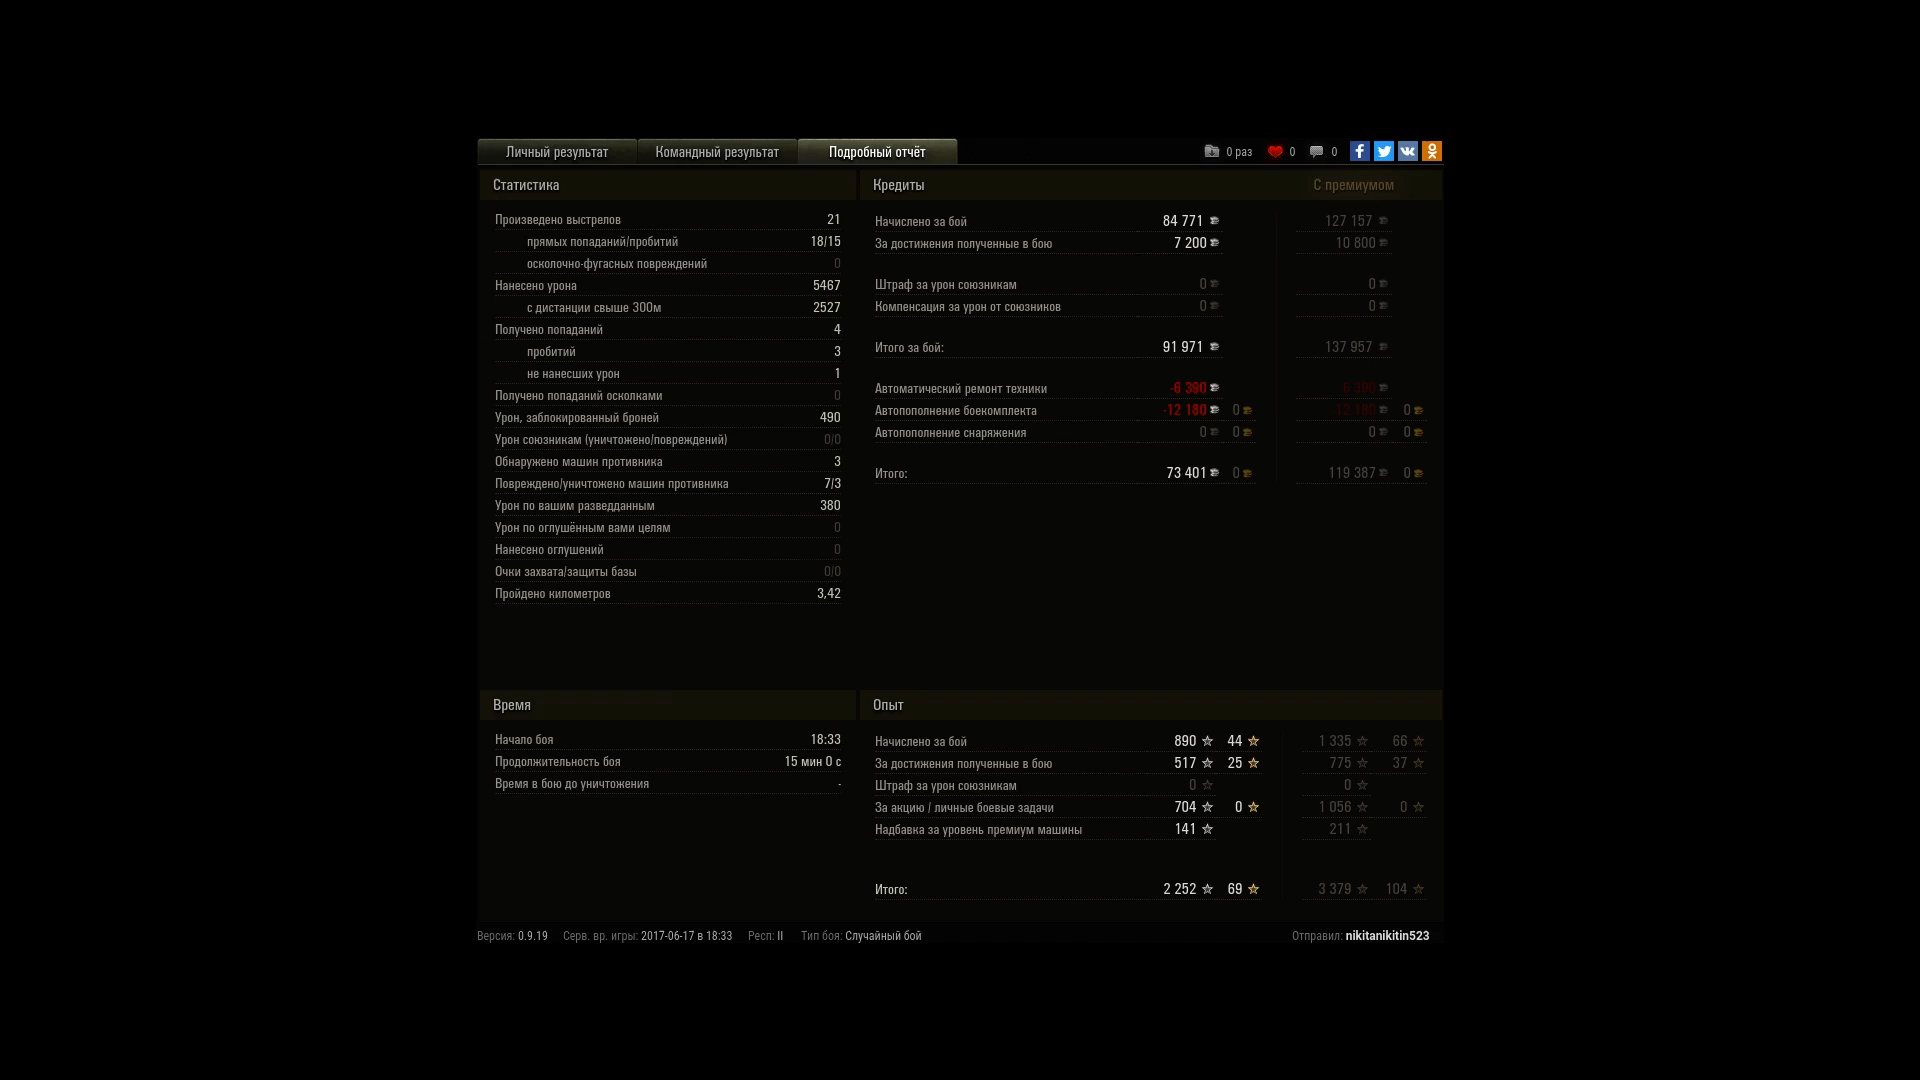 Личный результат Командный результат Подробный отчёт 0 раз 0 0
Статистика
Произведено выстрелов 21
прямых попаданий/пробитий 18/15
осколочно-фугасных повреждений 0
Нанесено урона 5467
с дистанции свыше 300м 2527
Получено попаданий 4
пробитий 3
не нанесших урон 1
Получено попаданий осколками 0
Урон, заблокированный броней 490
Урон союзникам (уничтожено/повреждений) 0/0
Обнаружено машин противника 3
Повреждено/уничтожено машин противника 7/3
Урон по вашим разведданным 380
Урон по оглушённым вами целям 0
Нанесено оглушений 0
Очки захвата/защиты базы 0/0
Пройдено километров 3,42
Кредиты С премиумом
Начислено за бой 84 771 127 157
За достижения полученные в бою 7 200 10 800
Штраф за урон союзникам 0 0
Компенсация за урон от союзников 0 0
Итого за бой: 91 971 137 957
Автоматический ремонт техники -6 390 -6 390
Автопополнение боекомплекта -12 180 0 -12 180 0
Автопополнение снаряжения 0 0 0 0
Итого: 73 401 0 119 387 0
Время
Начало боя 18:33
Продолжительность боя 15 мин 0 с
Время в бою до уничтожения -
Опыт
Начислено за бой 890 44 1 335 66
За достижения полученные в бою 517 25 775 37
Штраф за урон союзникам 0 0
За акцию / личные боевые задачи 704 0 1 056 0
Надбавка за уровень премиум машины 141 211
Итого: 2 252 69 3 379 104
Версия: 0.9.19 Серв. вр. игры: 2017-06-17 в 18:33 Респ: II Тип боя: Случайный бой Отправил: nikitanikitin523